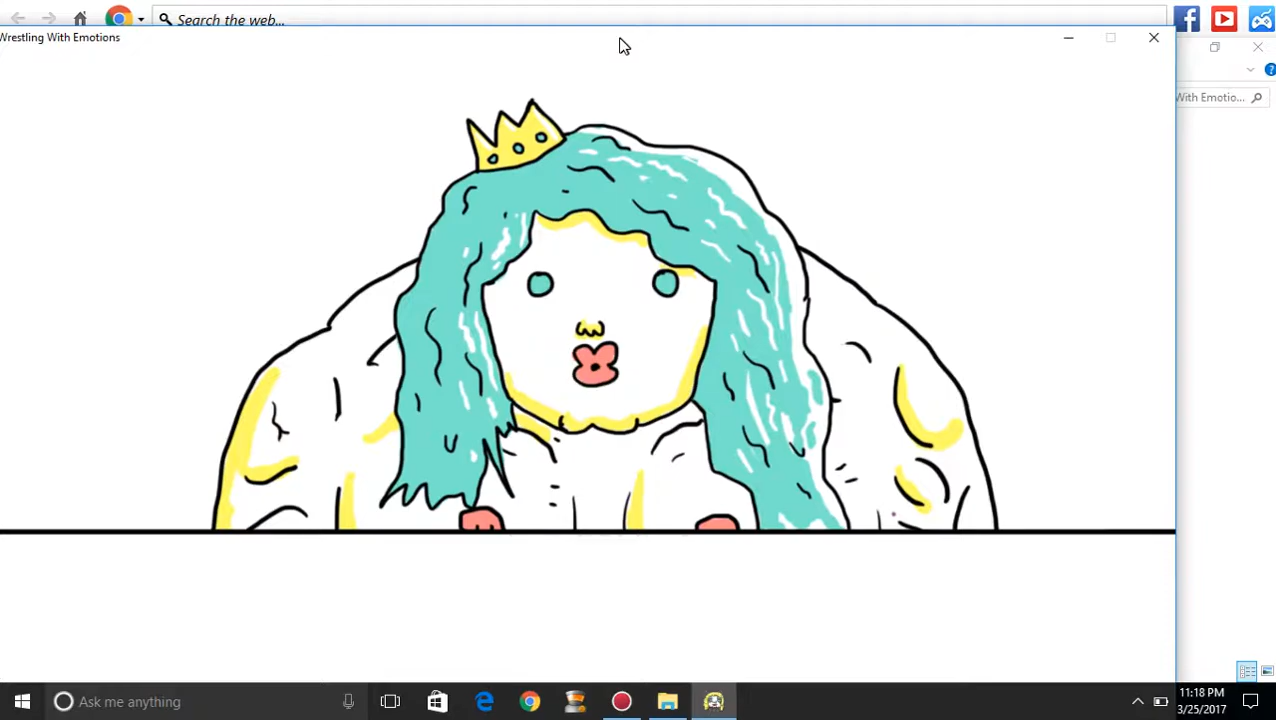 Search the web...
Wrestling With Emotions
With Emotio...
Ask me anything
11:18 PM
3/25/2017